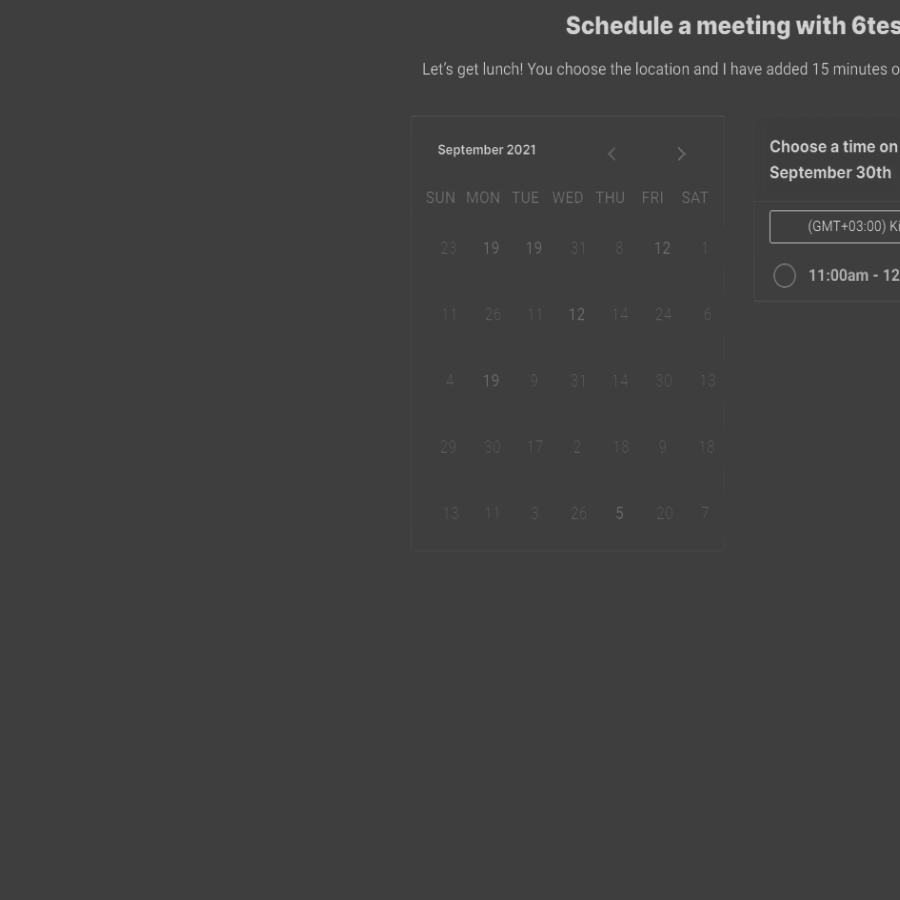 Schedule a meeting with 6tes
Let's get lunch! You choose the location and I have added 15 minutes o
September 2021
SUN MON TUE WED THU FRI SAT
23 19 19 31 8 12 1
11 26 11 12 14 24 6
4 19 9 31 14 30 13
29 30 17 2 18 9 18
13 11 3 26 5 20 7
Choose a time on
September 30th
(GMT+03:00) Ki
11:00am - 12